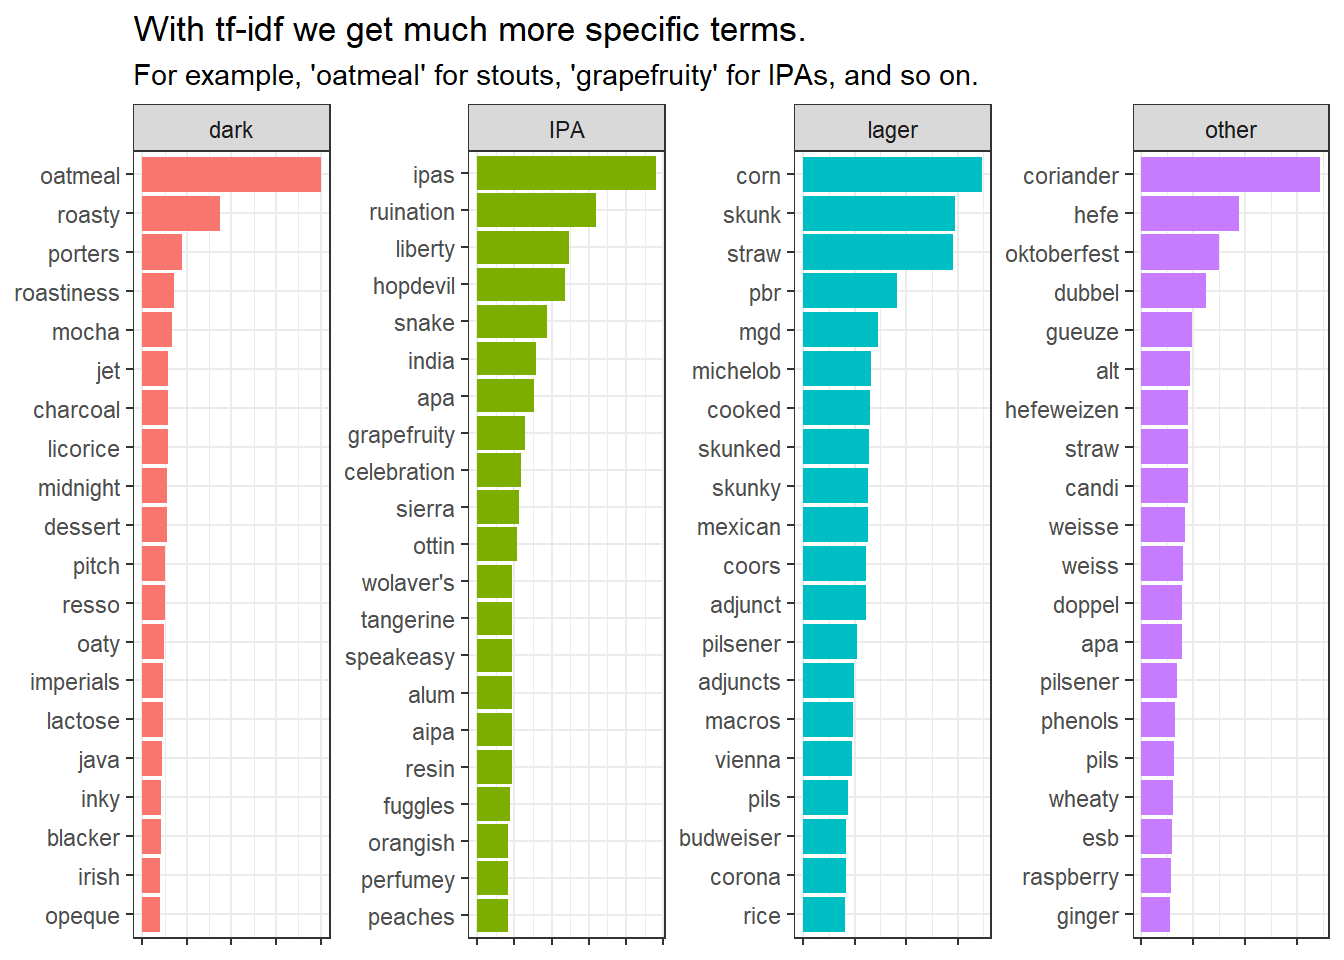 With tf-idf we get much more specific terms.
For example, 'oatmeal' for stouts, 'grapefruity' for IPAs, and so on.
dark
oatmeal
roasty
porters
roastiness
mocha
jet
charcoal
licorice
midnight
dessert
pitch
resso
oaty
imperials
lactose
java
inky
blacker
irish
opeque
IPA
ipas
ruination
liberty
hopdevil
snake
india
apa
grapefruity
celebration
sierra
ottin
wolaver's
tangerine
speakeasy
alum
aipa
resin
fuggles
orangish
perfumey
peaches
lager
corn
skunk
straw
pbr
mgd
michelob
cooked
skunked
skunky
mexican
coors
adjunct
pilsener
adjuncts
macros
vienna
pils
budweiser
corona
rice
other
coriander
hefe
oktoberfest
dubbel
gueuze
alt
hefeweizen
straw
candi
weisse
weiss
doppel
apa
pilsener
phenols
pils
wheaty
esb
raspberry
ginger